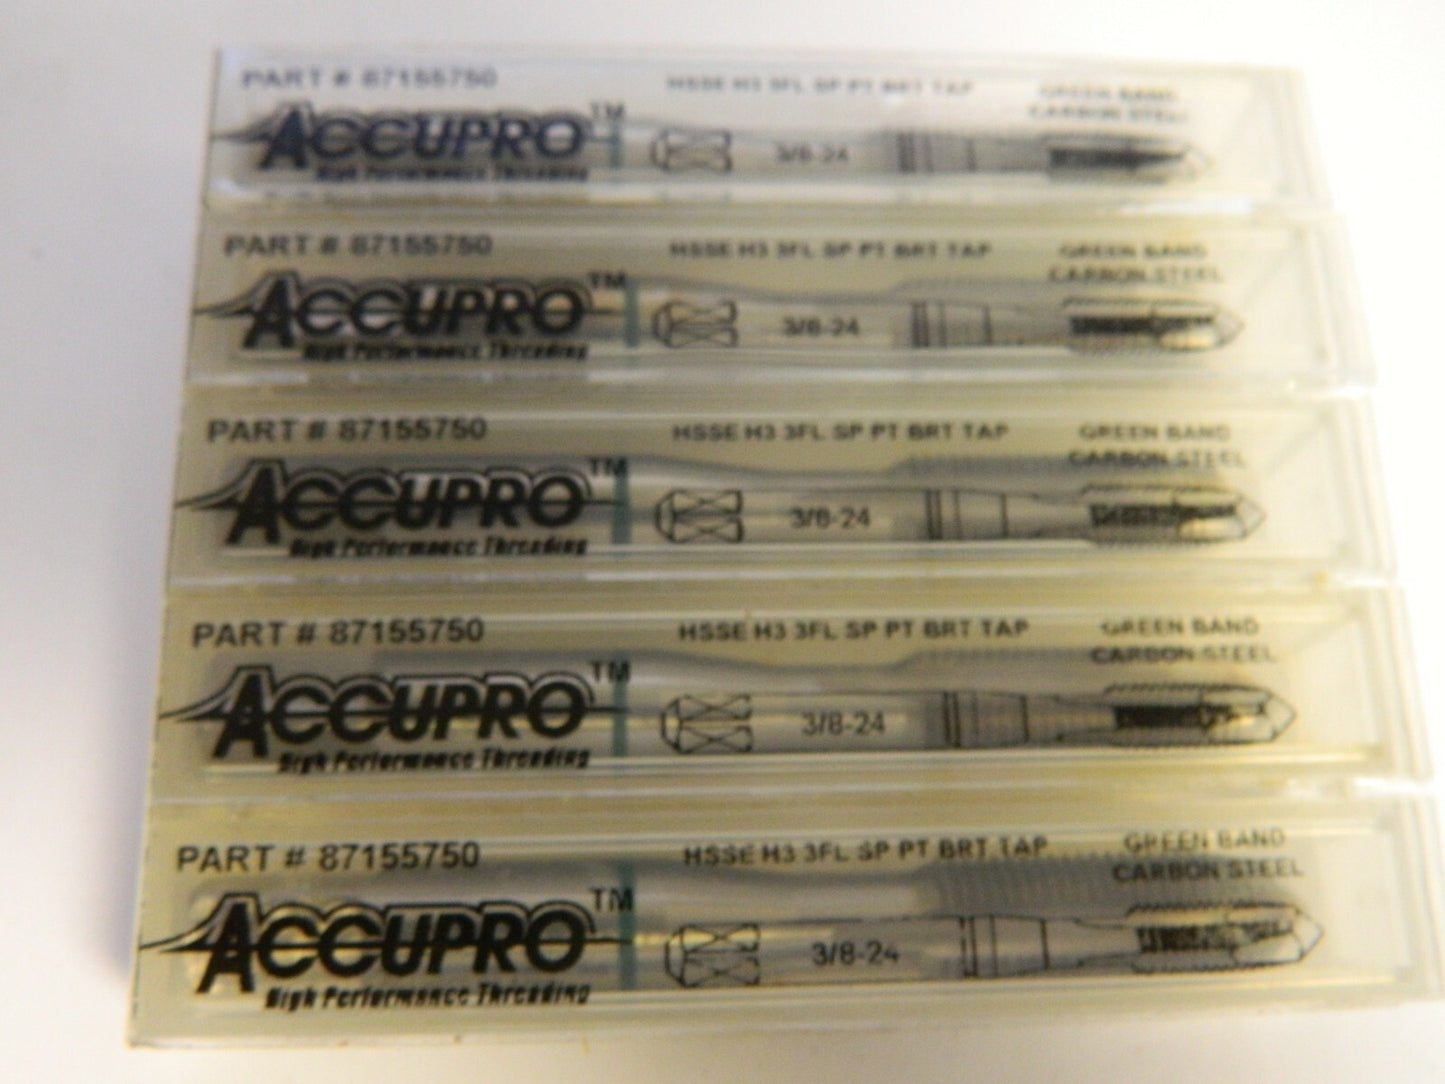 PART # 87155750 HSSE H3 3FL SP PT BRT TAP GREEN BAND
CARBON STEEL
ACCUPRO™ 3/8-24
High Performance Threading
PART # 87155750 HSSE H3 3FL SP PT BRT TAP GREEN BAND
CARBON STEEL
ACCUPRO™ 3/8-24
High Performance Threading
PART # 87155750 HSSE H3 3FL SP PT BRT TAP GREEN BAND
CARBON STEEL
ACCUPRO™ 3/8-24
High Performance Threading
PART # 87155750 HSSE H3 3FL SP PT BRT TAP GREEN BAND
CARBON STEEL
ACCUPRO™ 3/8-24
High Performance Threading
PART # 87155750 HSSE H3 3FL SP PT BRT TAP GREEN BAND
CARBON STEEL
ACCUPRO™ 3/8-24
High Performance Threading